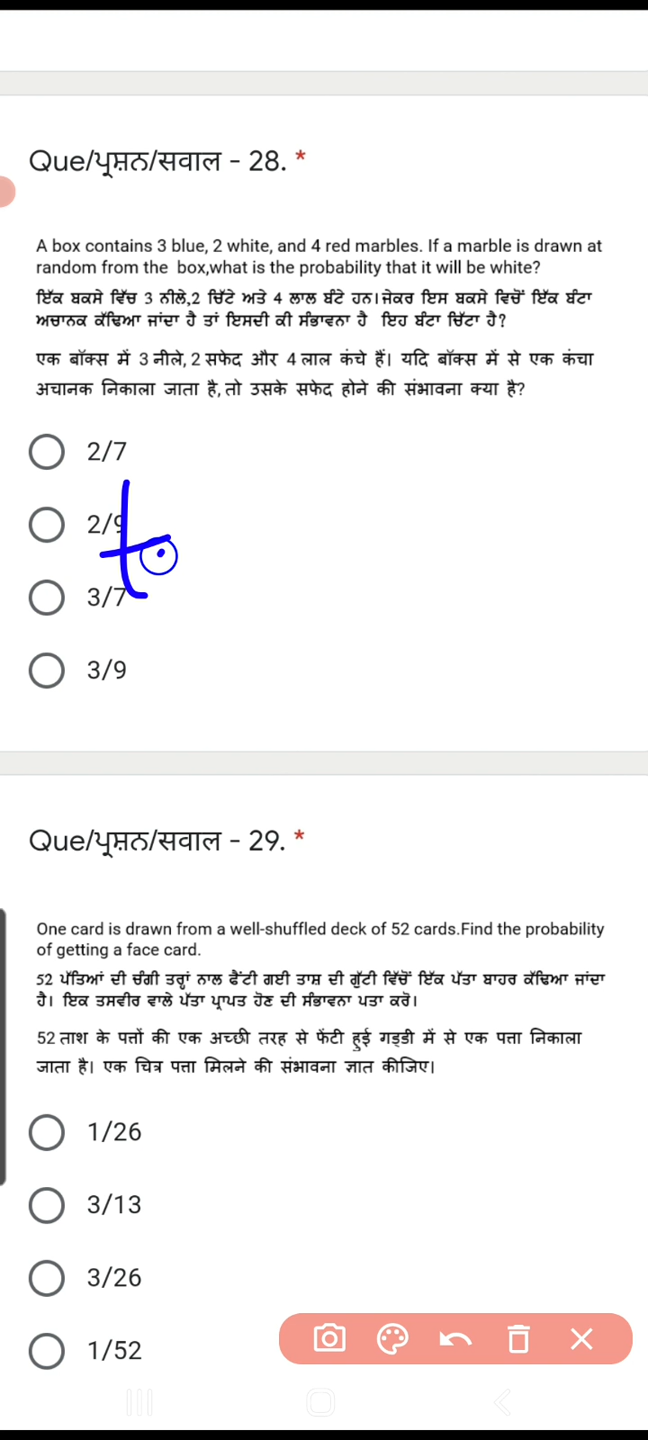 Que/ਪ੍ਰਸ਼ਨ/सवाल - 28. *
A box contains 3 blue, 2 white, and 4 red marbles. If a marble is drawn at
random from the box,what is the probability that it will be white?
ਇੱਕ ਬਕਸੇ ਵਿੱਚ 3 ਨੀਲੇ,2 ਚਿੱਟੇ ਅਤੇ 4 ਲਾਲ ਬੰਟੇ ਹਨ।ਜੇਕਰ ਇਸ ਬਕਸੇ ਵਿਚੋਂ ਇੱਕ ਬੰਟਾ
ਅਚਾਨਕ ਕੱਢਿਆ ਜਾਂਦਾ ਹੈ ਤਾਂ ਇਸਦੀ ਕੀ ਸੰਭਾਵਨਾ ਹੈ ਇਹ ਬੰਟਾ ਚਿੱਟਾ ਹੈ?
एक बॉक्स में 3 नीले, 2 सफेद और 4 लाल कंचे हैं। यदि बॉक्स में से एक कंचा
अचानक निकाला जाता है, तो उसके सफेद होने की संभावना क्या है?
2/7
2/9
3/7
3/9
Que/ਪ੍ਰਸ਼ਨ/सवाल - 29. *
One card is drawn from a well-shuffled deck of 52 cards.Find the probability
of getting a face card.
52 ਪੱਤਿਆਂ ਦੀ ਚੰਗੀ ਤਰ੍ਹਾਂ ਨਾਲ ਫੈਂਟੀ ਗਈ ਤਾਸ਼ ਦੀ ਗੁੱਟੀ ਵਿੱਚੋਂ ਇੱਕ ਪੱਤਾ ਬਾਹਰ ਕੱਢਿਆ ਜਾਂਦਾ
ਹੈ। ਇਕ ਤਸਵੀਰ ਵਾਲੇ ਪੱਤਾ ਪ੍ਰਾਪਤ ਹੋਣ ਦੀ ਸੰਭਾਵਨਾ ਪਤਾ ਕਰੋ।
52 ताश के पत्तों की एक अच्छी तरह से फेंटी हुई गड्डी में से एक पत्ता निकाला
जाता है। एक चित्र पत्ता मिलने की संभावना ज्ञात कीजिए।
1/26
3/13
3/26
1/52